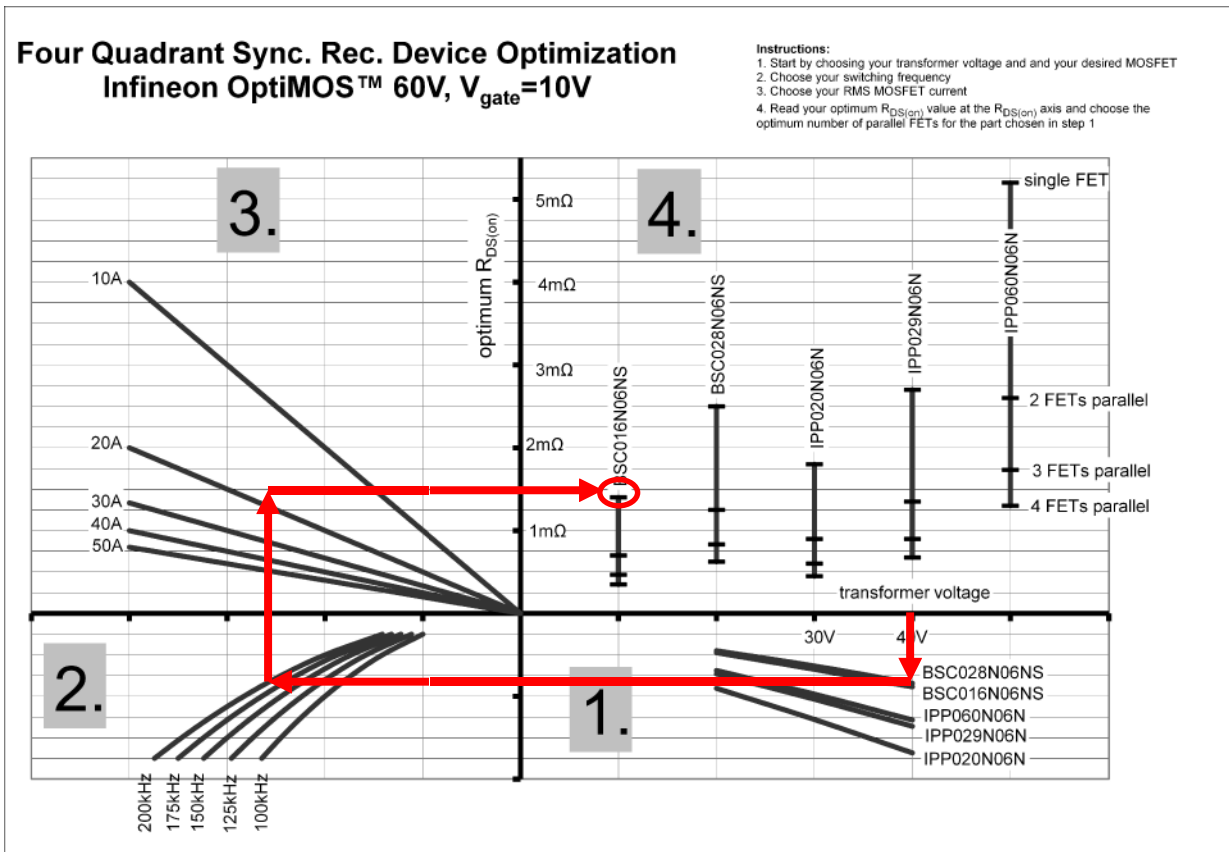 Four Quadrant Sync. Rec. Device Optimization
Infineon OptiMOS™ 60V, Vgate=10V
Instructions:
1. Start by choosing your transformer voltage and and your desired MOSFET
2. Choose your switching frequency
3. Choose your RMS MOSFET current
4. Read your optimum RDS(on) value at the RDS(on) axis and choose the
optimum number of parallel FETs for the part chosen in step 1
3.
10A
20A
30A
40A
50A
optimum RDS(on)
5mΩ
4mΩ
3mΩ
2mΩ
1mΩ
4.
BSC016N06NS
BSC028N06NS
IPP020N06N
IPP029N06N
IPP060N06N
single FET
2 FETs parallel
3 FETs parallel
4 FETs parallel
2.
200kHz
175kHz
150kHz
125kHz
100kHz
1.
transformer voltage
30V
40V
BSC028N06NS
BSC016N06NS
IPP060N06N
IPP029N06N
IPP020N06N